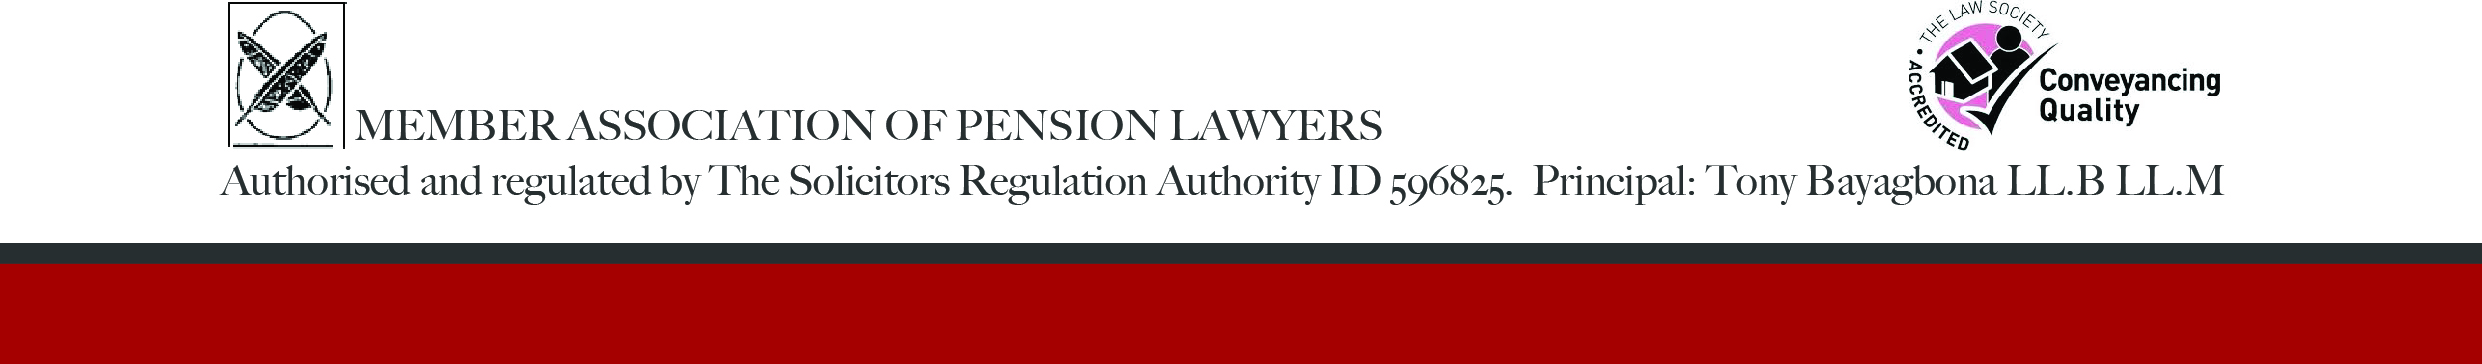 MEMBER ASSOCIATION OF PENSION LAWYERS
THE LAW SOCIETY
• ACCREDITED
Conveyancing
Quality
Authorised and regulated by The Solicitors Regulation Authority ID 596825. Principal: Tony Bayagbona LL.B LL.M